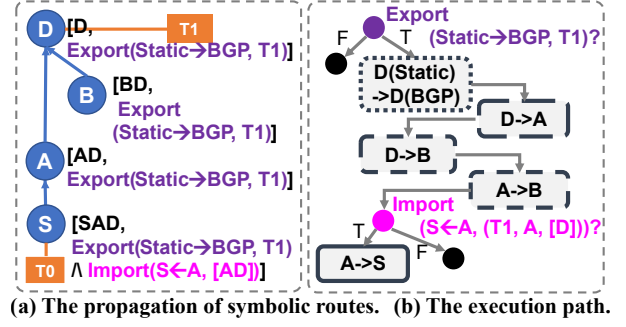 D
[D,
T1
Export(Static→BGP, T1)]
B
[BD,
Export
(Static→BGP, T1)]
A
[AD,
Export(Static→BGP, T1)]
S
[SAD,
Export(Static→BGP, T1)
T0
/\ Import(S←A, [AD])]
(a) The propagation of symbolic routes.
Export
(Static→BGP, T1)?
F
T
D(Static)
->D(BGP)
D->A
D->B
A->B
Import
(S←A, (T1, A, [D]))?
T
F
A->S
(b) The execution path.